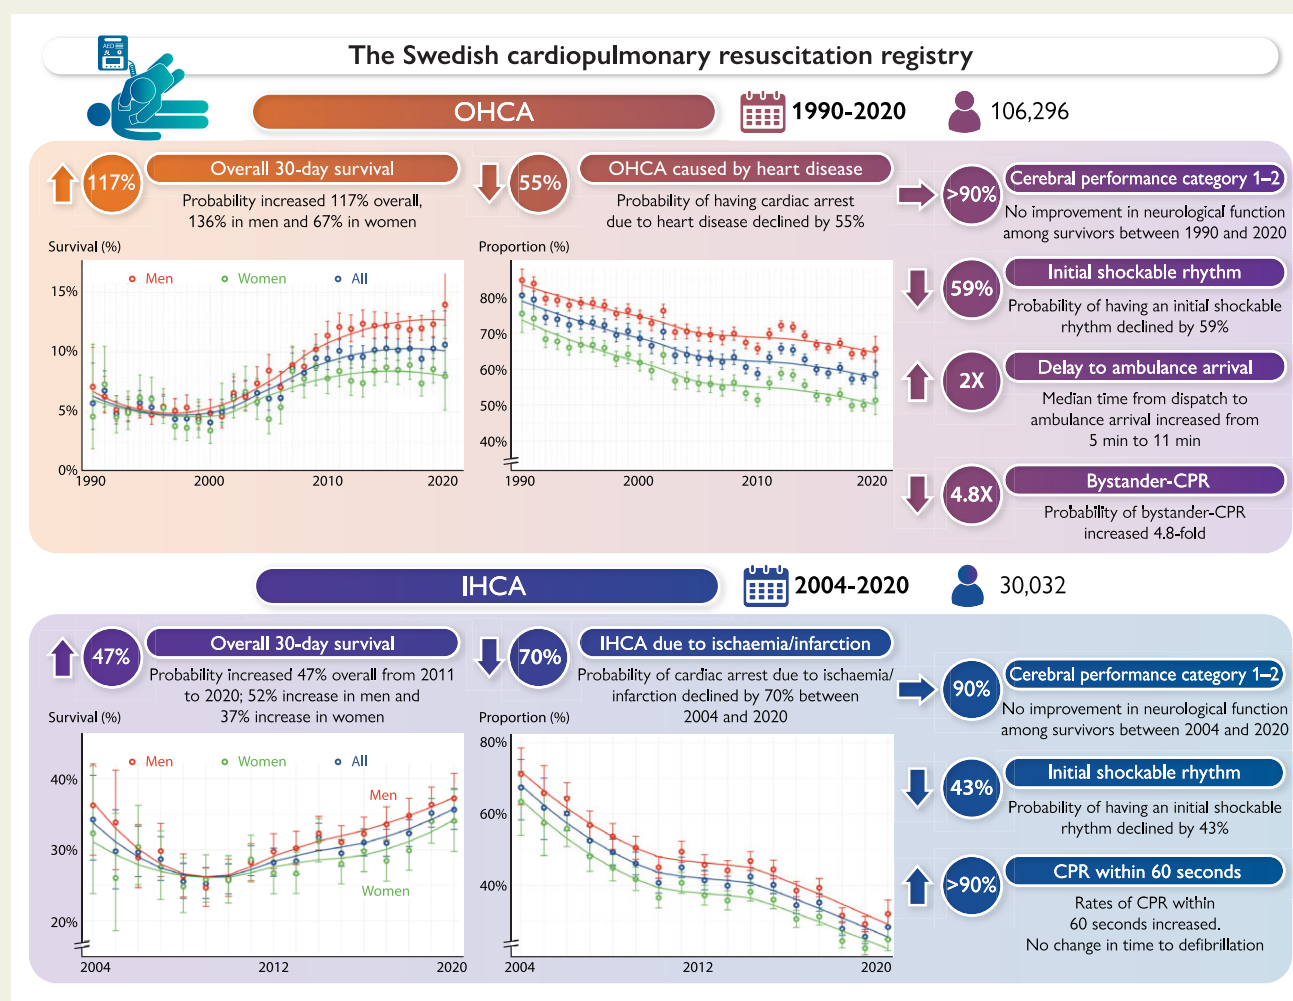 The Swedish cardiopulmonary resuscitation registry
AED
OHCA
1990-2020
106,296
117%
Overall 30-day survival
Probability increased 117% overall,
136% in men and 67% in women
Survival (%)
Men
Women
All
15%
10%
5%
0%
1990
2000
2010
2020
55%
OHCA caused by heart disease
Probability of having cardiac arrest
due to heart disease declined by 55%
Proportion (%)
80%
70%
60%
50%
40%
1990
2000
2010
2020
>90%
Cerebral performance category 1–2
No improvement in neurological function
among survivors between 1990 and 2020
59%
Initial shockable rhythm
Probability of having an initial shockable
rhythm declined by 59%
2X
Delay to ambulance arrival
Median time from dispatch to
ambulance arrival increased from
5 min to 11 min
4.8X
Bystander-CPR
Probability of bystander-CPR
increased 4.8-fold
IHCA
2004-2020
30,032
47%
Overall 30-day survival
Probability increased 47% overall from 2011
to 2020; 52% increase in men and
37% increase in women
Survival (%)
Men
Women
All
Men
Women
40%
30%
20%
2004
2012
2020
70%
IHCA due to ischaemia/infarction
Probability of cardiac arrest due to ischaemia/
infarction declined by 70% between
2004 and 2020
Proportion (%)
80%
60%
40%
2004
2012
2020
90%
Cerebral performance category 1–2
No improvement in neurological function
among survivors between 2004 and 2020
43%
Initial shockable rhythm
Probability of having an initial shockable
rhythm declined by 43%
>90%
CPR within 60 seconds
Rates of CPR within
60 seconds increased.
No change in time to defibrillation